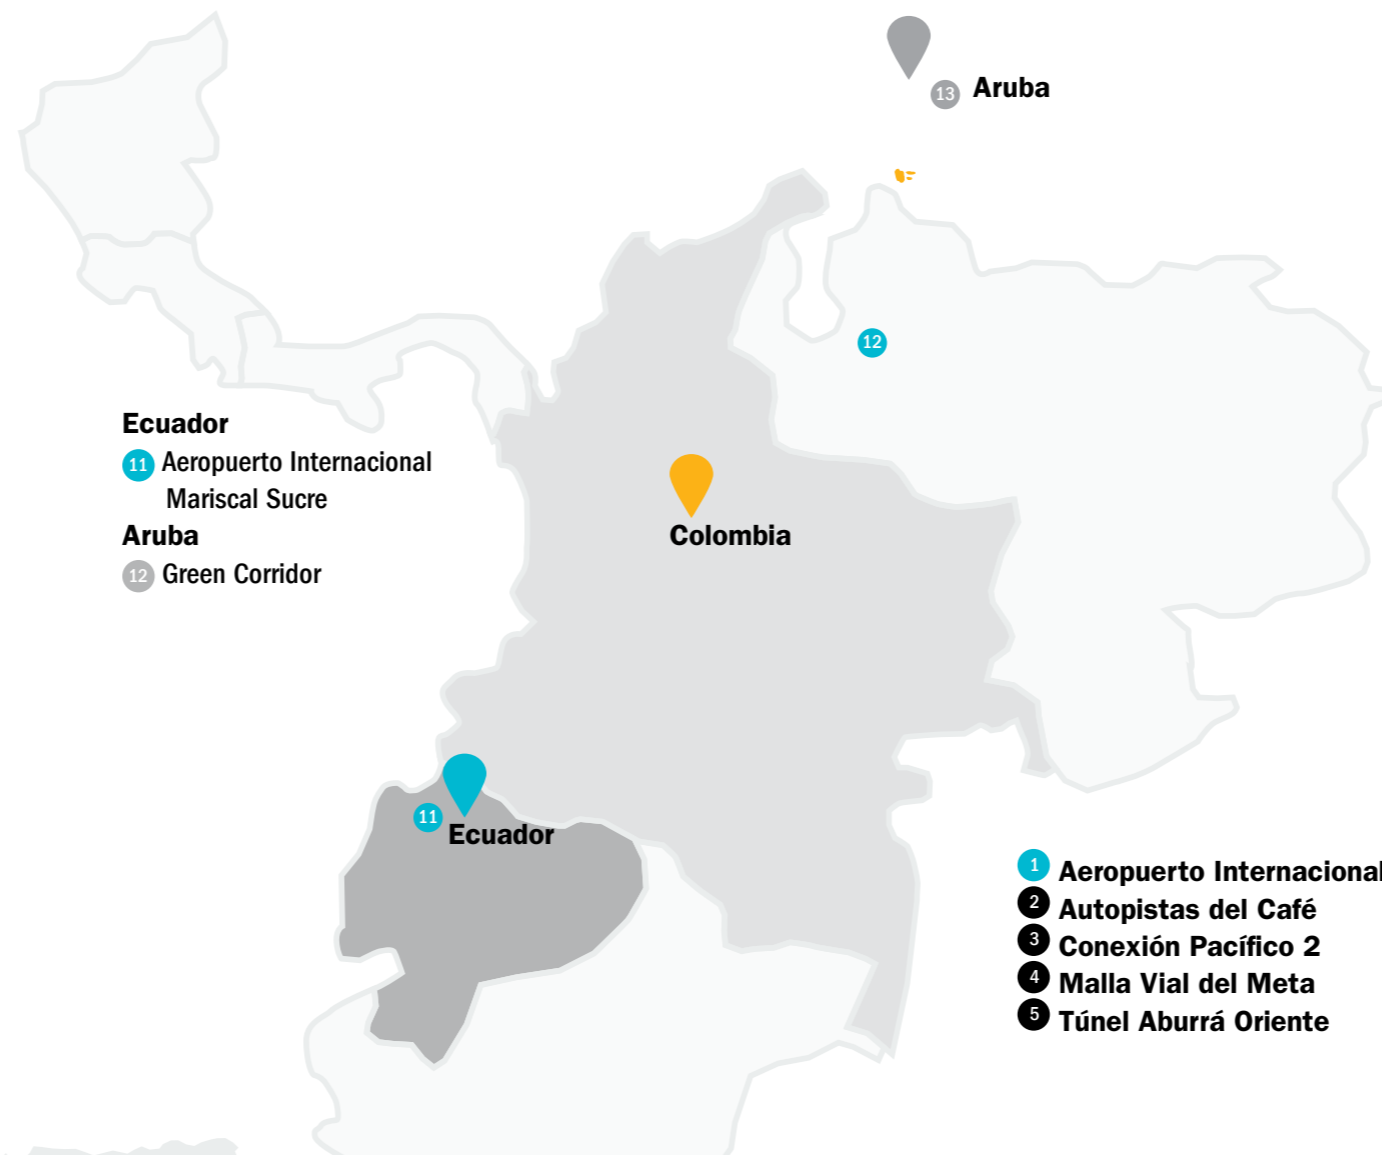 13 Aruba
12
Ecuador
11 Aeropuerto Internacional
Mariscal Sucre
Aruba
12 Green Corridor
Colombia
11
Ecuador
1 Aeropuerto Internacional
2 Autopistas del Café
3 Conexión Pacífico 2
4 Malla Vial del Meta
5 Túnel Aburrá Oriente